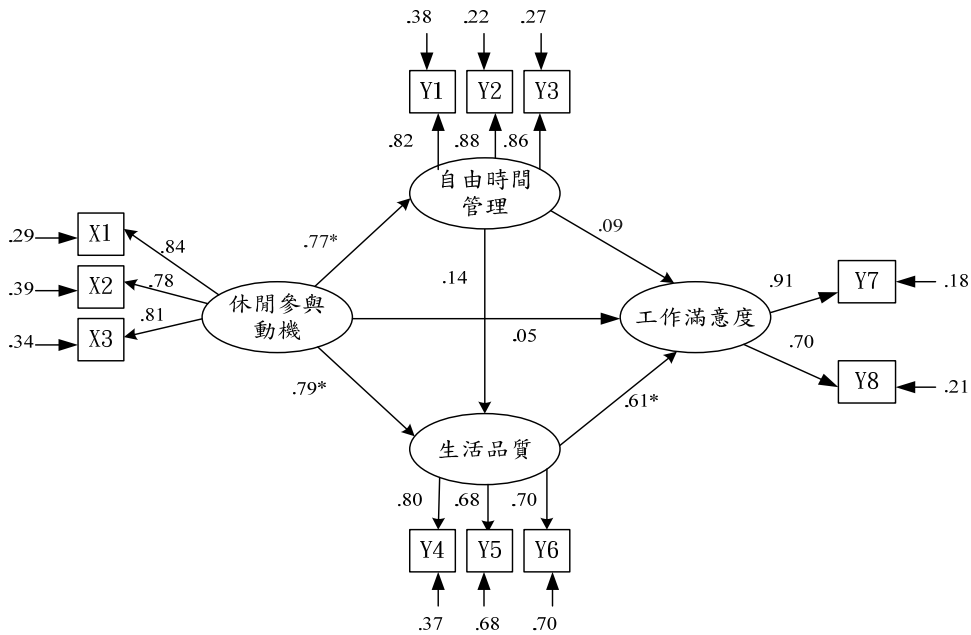 .38 .22 .27
Y1 Y2 Y3
.82 .88 .86
自由時間
管理
.29 X1 .84
.77*
.09
.39 X2 .78
.14
.91 Y7 .18
休閒參與
動機
工作滿意度
.34 X3 .81
.05
.70
.79*
.61*
Y8 .21
生活品質
.80 .68 .70
Y4 Y5 Y6
.37 .68 .70